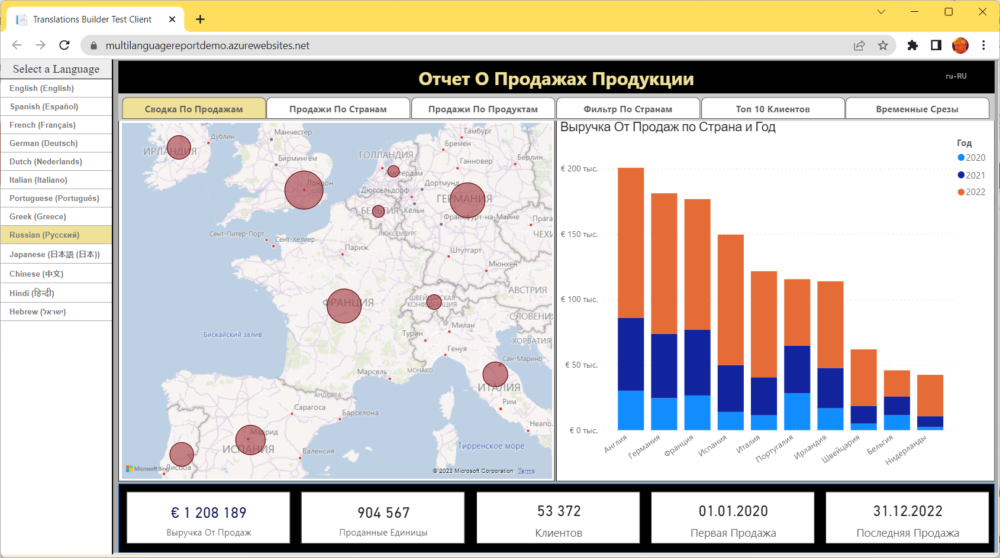 Translations Builder Test Client
multilanguagereportdemo.azurewebsites.net
Select a Language
English (English)
Spanish (Español)
French (Français)
German (Deutsch)
Dutch (Nederlands)
Italian (Italiano)
Portuguese (Português)
Greek (Greece)
Russian (Русский)
Japanese (日本語 (日本))
Chinese (中文)
Hindi (हिन्दी)
Hebrew (ישראל)
Отчет О Продажах Продукции
ru-RU
Сводка По Продажам
Продажи По Странам
Продажи По Продуктам
Фильтр По Странам
Топ 10 Клиентов
Временные Срезы
Манчестер
Гамбург
Дублин
Бремен
ИРЛАНДИЯ
ГОЛЛАНДИЯ
Бирмингем
Ганновер
Берлин
Амстердам
Лондон
Дортмунд
Дюссельдорф
ГЕРМАНИЯ
БЕЛЬГИЯ
Кёльн
Франкфурт-на-Майне
Прага
ЛЮКСЕМБУРГ
ЧЕХИ
Сент-Питер-Порт
Сент-Хелиер
Париж
Штутгарт
Мюнхен
АВСТРИЯ
ШВЕЙЦАРСКАЯ
КОНФЕДЕРАЦИЯ
ФРАНЦИЯ
СЛОВЕНИ
Милан
Турин
Бискайский залив
ХОРВАТИЯ
Генуя
Сан-Марино
Марсель
МОНАКО
ИТАЛИЯ
АНДОРРА
Рим
Сарагоса
Барселона
Неапо.
Мадрид
ИСПАНИЯ
Тирренское море
Валенсия
Лиссабо
Microsoft Bing
© 2023 Microsoft Corporation
Terms
Выручка От Продаж по Страна и Год
Год
2020
2021
2022
€ 200 тыс.
€ 150 тыс.
€ 100 тыс.
€ 50 тыс.
€ 0 тыс.
Англия
Германия
Франция
Испания
Италия
Португалия
Ирландия
Швейцария
Бельгия
Нидерланды
€ 1 208 189
Выручка От Продаж
904 567
Проданные Единицы
53 372
Клиентов
01.01.2020
Первая Продажа
31.12.2022
Последняя Продажа